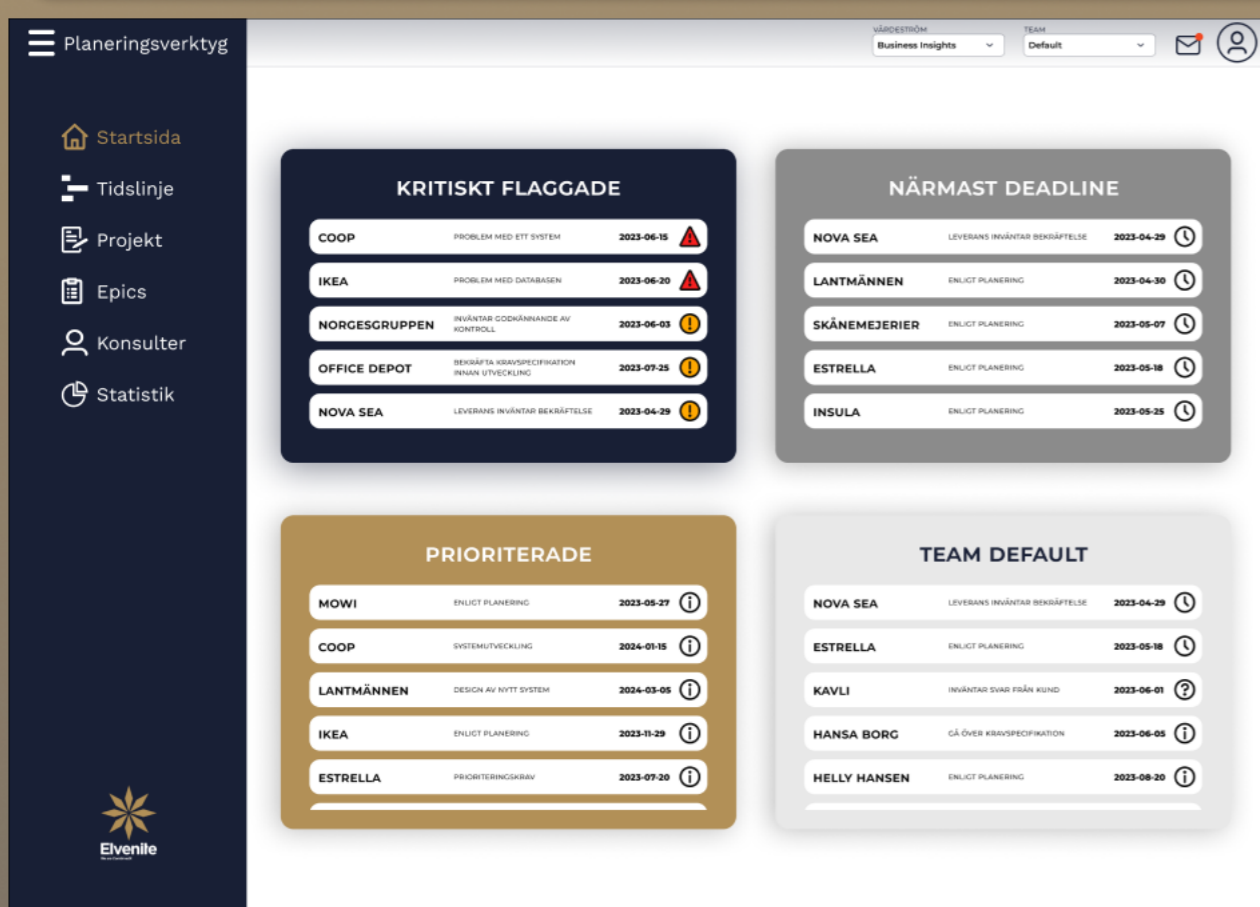 Planeringsverktyg
VÄRDESTRÖM
Business Insights
TEAM
Default
Startsida
Tidslinje
Projekt
Epics
Konsulter
Statistik
Elvenite
KRITISKT FLAGGADE
COOP PROBLEM MED ETT SYSTEM 2023-06-15
IKEA PROBLEM MED DATABASEN 2023-06-20
NORGESGRUPPEN INVÄNTAR GODKÄNNANDE AV KONTROLL 2023-06-03
OFFICE DEPOT BEKRÄFTA KRAVSPECIFIKATION INNAN UTVECKLING 2023-07-25
NOVA SEA LEVERANS INVÄNTAR BEKRÄFTELSE 2023-04-29
NÄRMAST DEADLINE
NOVA SEA LEVERANS INVÄNTAR BEKRÄFTELSE 2023-04-29
LANTMÄNNEN ENLIGT PLANERING 2023-04-30
SKÅNEMEJERIER ENLIGT PLANERING 2023-05-07
ESTRELLA ENLIGT PLANERING 2023-05-18
INSULA ENLIGT PLANERING 2023-05-25
PRIORITERADE
MOWI ENLIGT PLANERING 2023-05-27
COOP SYSTEMUTVECKLING 2024-01-15
LANTMÄNNEN DESIGN AV NYTT SYSTEM 2024-03-05
IKEA ENLIGT PLANERING 2023-11-29
ESTRELLA PRIORITERINGSKRAV 2023-07-20
TEAM DEFAULT
NOVA SEA LEVERANS INVÄNTAR BEKRÄFTELSE 2023-04-29
ESTRELLA ENLIGT PLANERING 2023-05-18
KAVLI INVÄNTAR SVAR FRÅN KUND 2023-06-01
HANSA BORG GÅ ÖVER KRAVSPECIFIKATION 2023-06-05
HELLY HANSEN ENLIGT PLANERING 2023-08-20